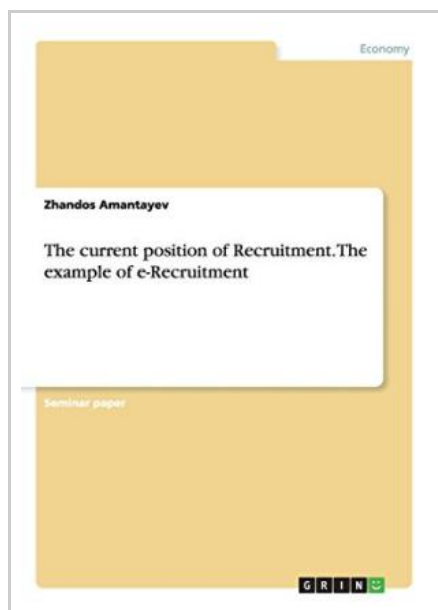 Economy
Zhandos Amantayev
The current position of Recruitment. The
example of e-Recruitment
Seminar paper
GRIN